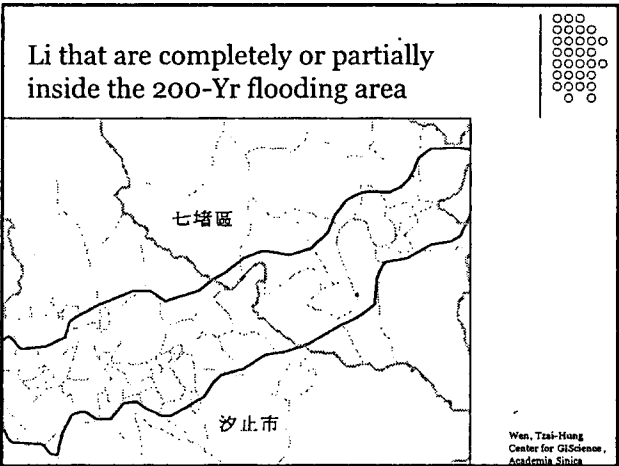 Li that are completely or partially
inside the 200-Yr flooding area
七堵區
汐止市
Wen, Tzai-Hung
Center for GIScience,
Academia Sinica